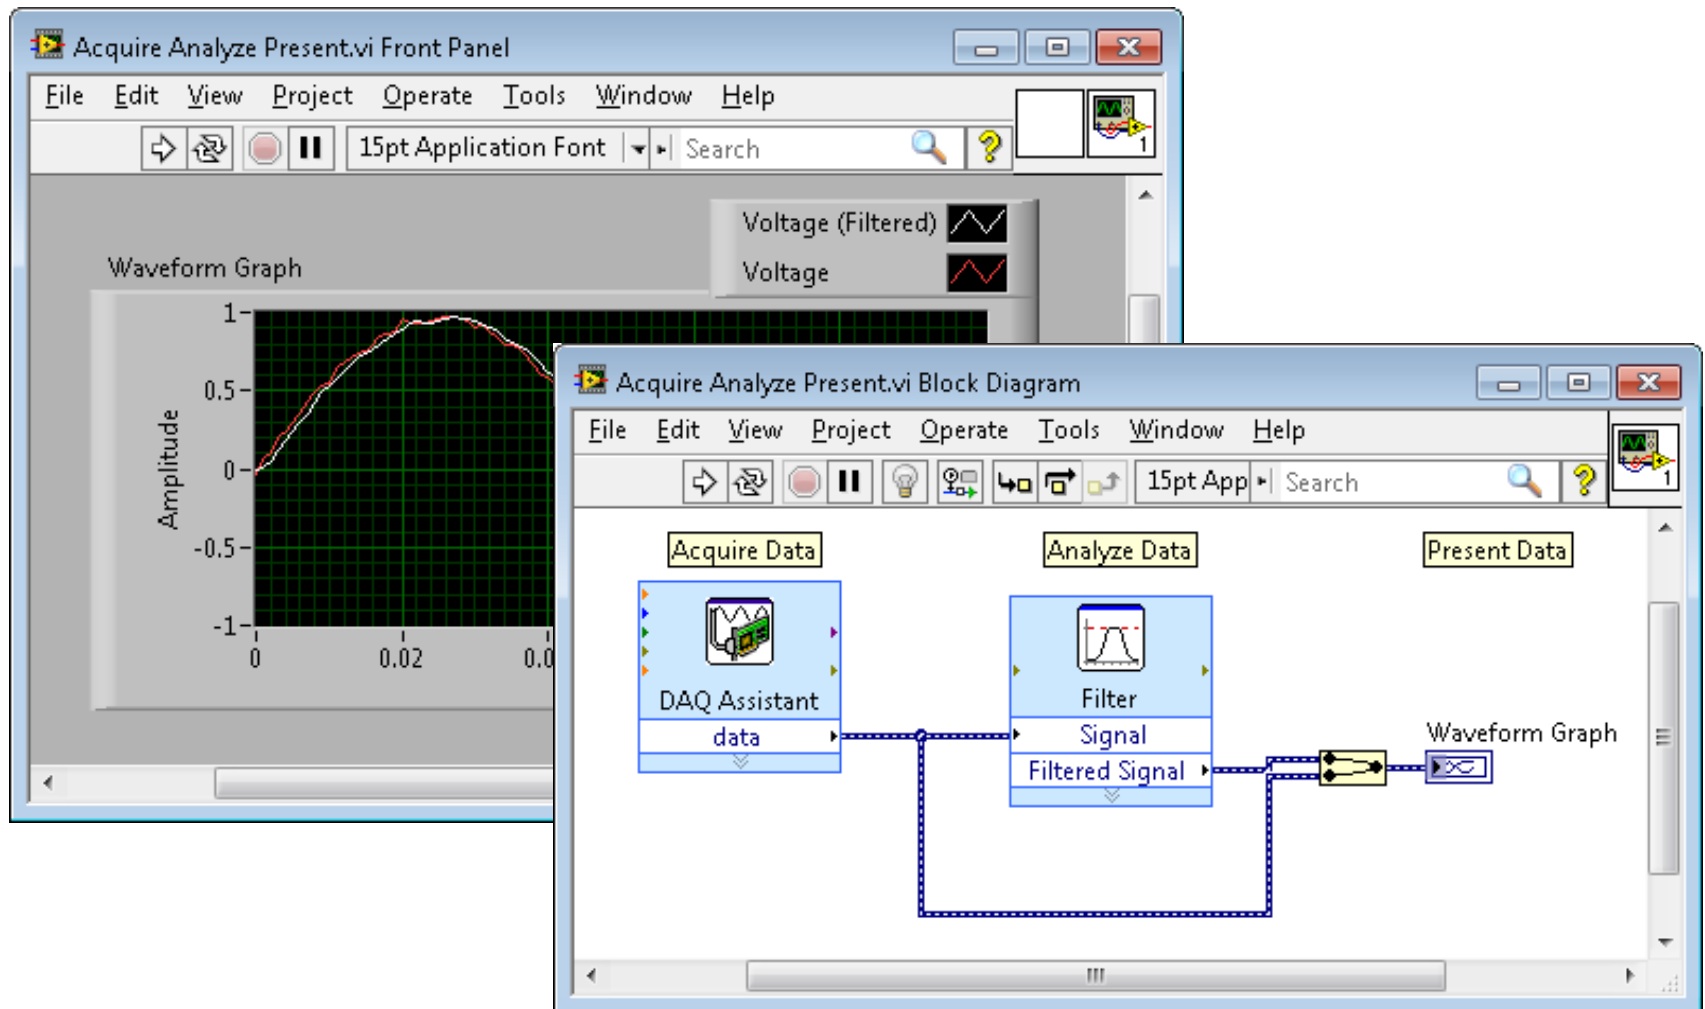 Acquire Analyze Present.vi Front Panel
File Edit View Project Operate Tools Window Help
15pt Application Font Search
1
Voltage (Filtered)
Voltage
Waveform Graph
1
0.5
0
-0.5
-1
Amplitude
0 0.02
Acquire Analyze Present.vi Block Diagram
File Edit View Project Operate Tools Window Help
15pt App Search
1
Acquire Data Analyze Data Present Data
DAQ Assistant
data
Filter
Signal
Filtered Signal
Waveform Graph